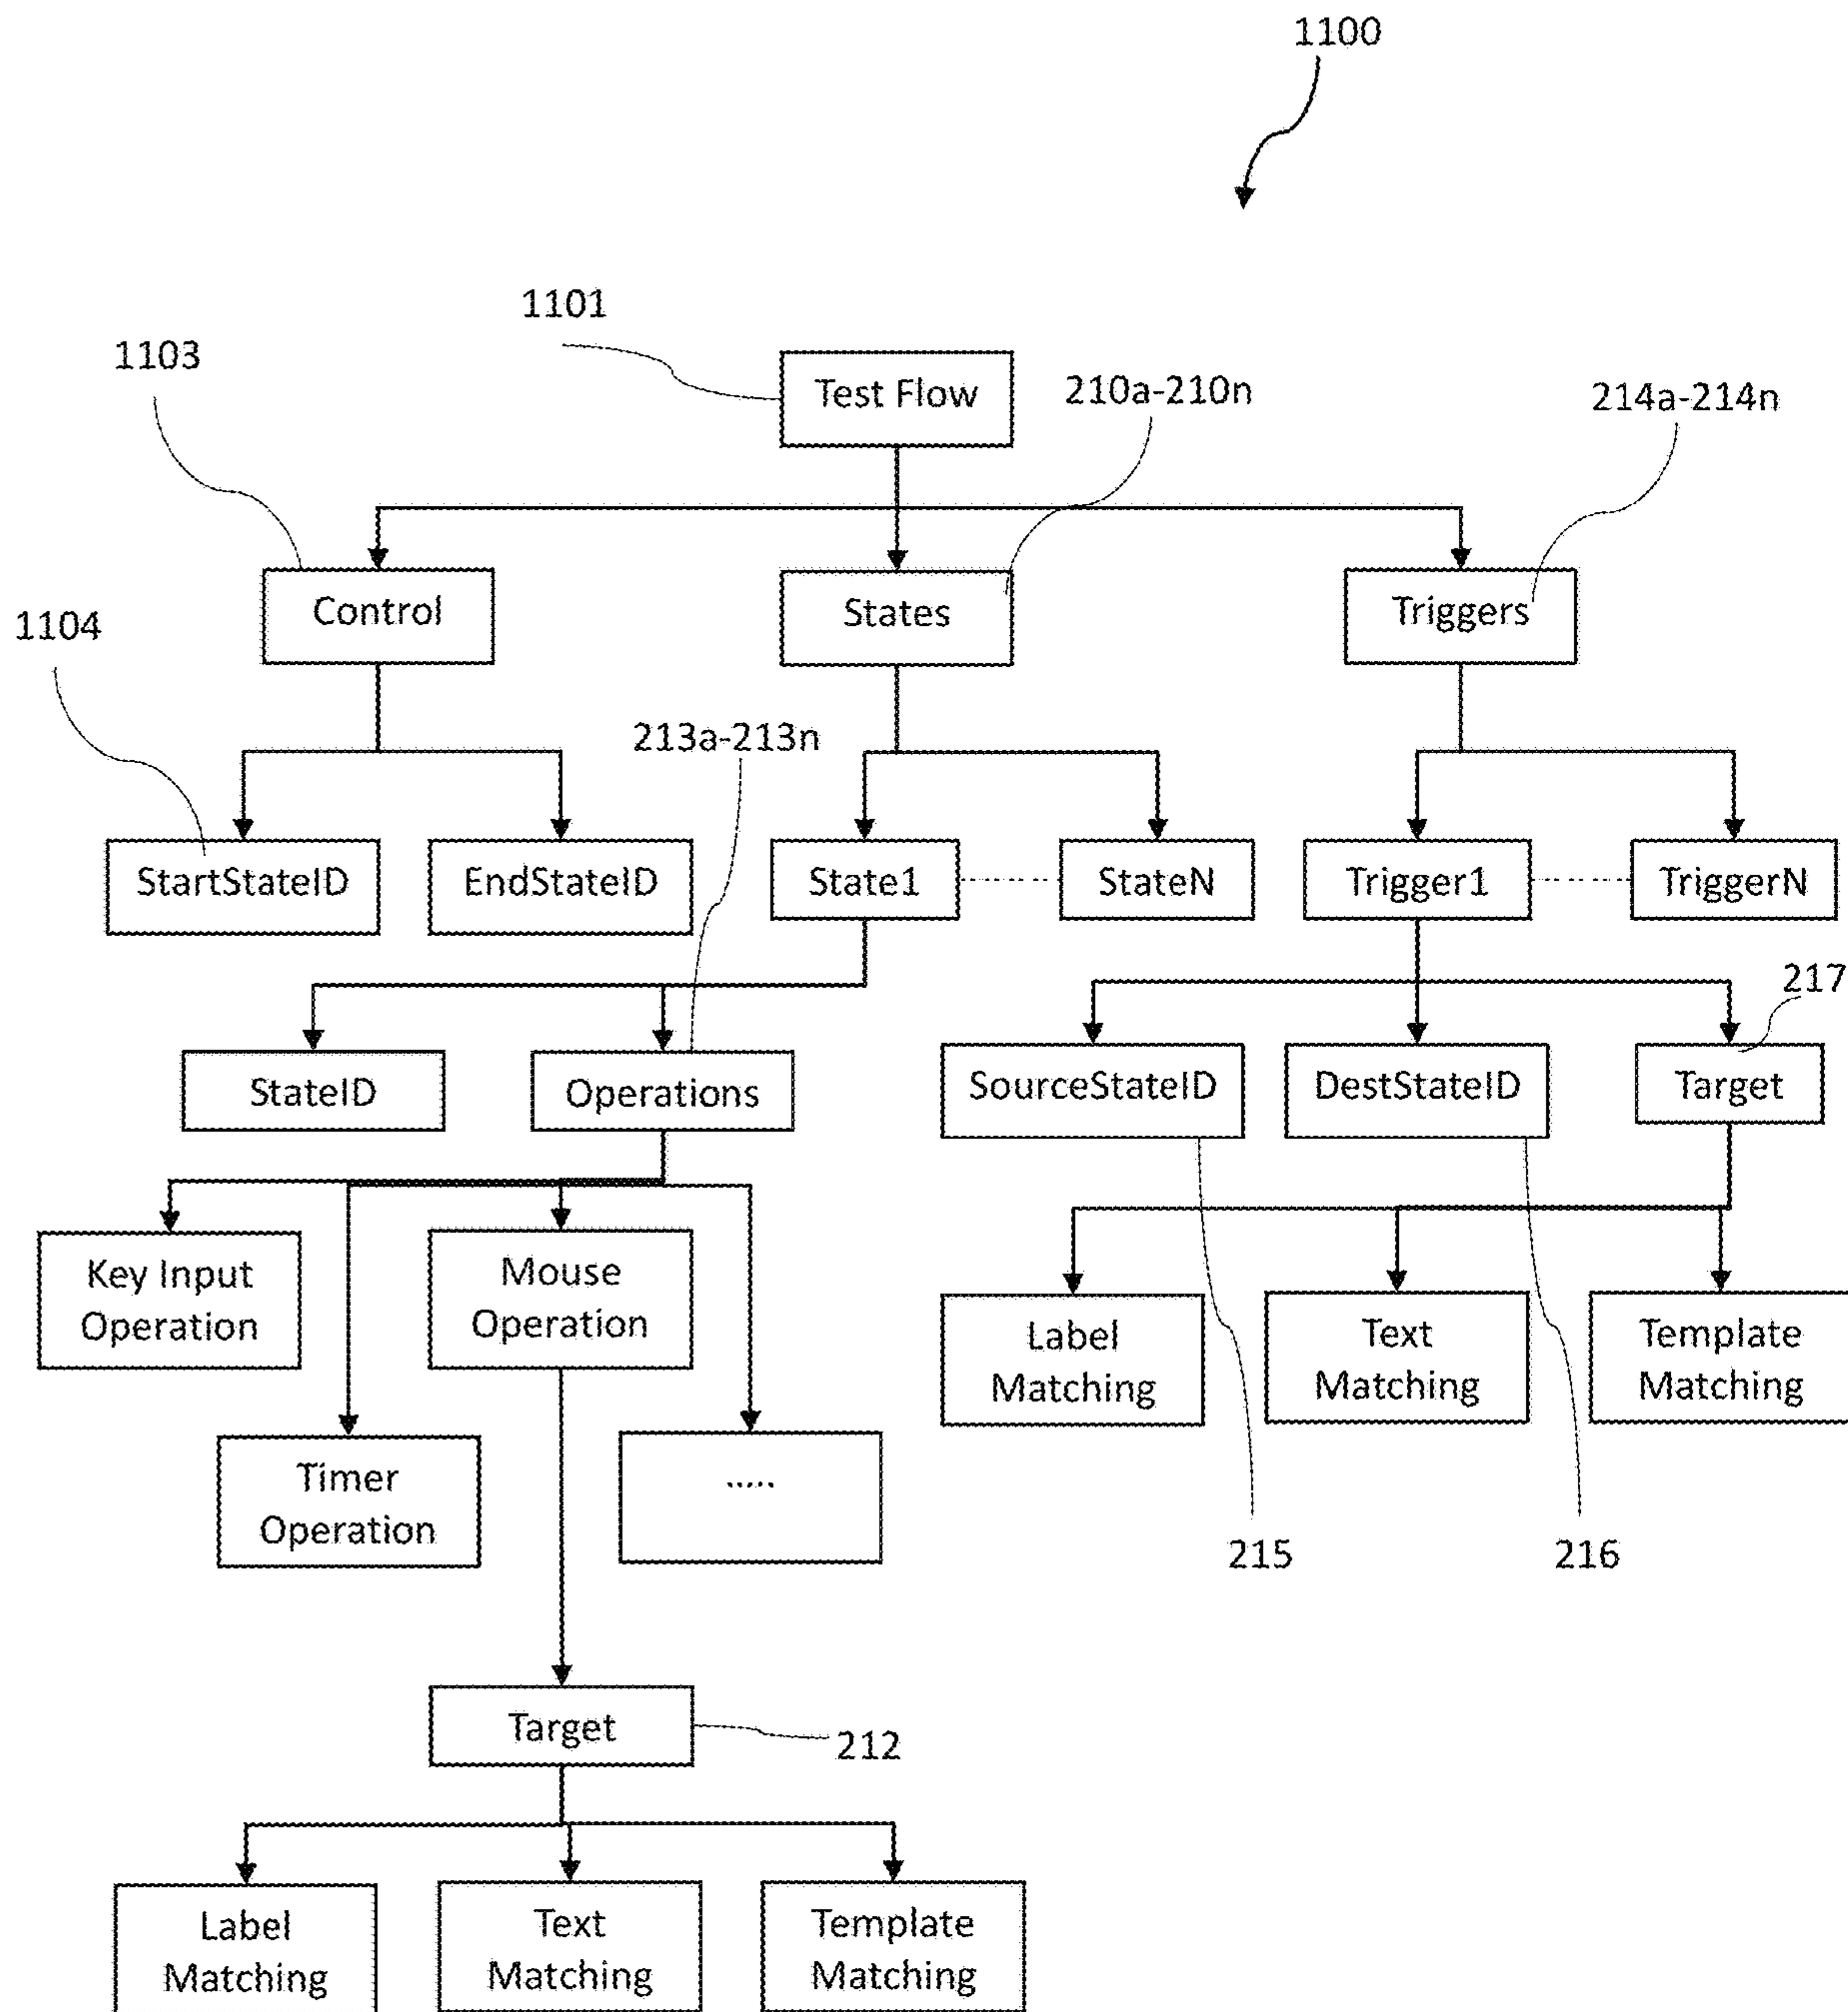 1100
1101
1103
Test Flow
210a-210n
214a-214n
Control
States
Triggers
1104
213a-213n
StartStateID
EndStateID
State1
StateN
Trigger1
TriggerN
217
StateID
Operations
SourceStateID
DestStateID
Target
Key Input
Operation
Mouse
Operation
Label
Matching
Text
Matching
Template
Matching
Timer
Operation
.....
215
216
Target
212
Label
Matching
Text
Matching
Template
Matching